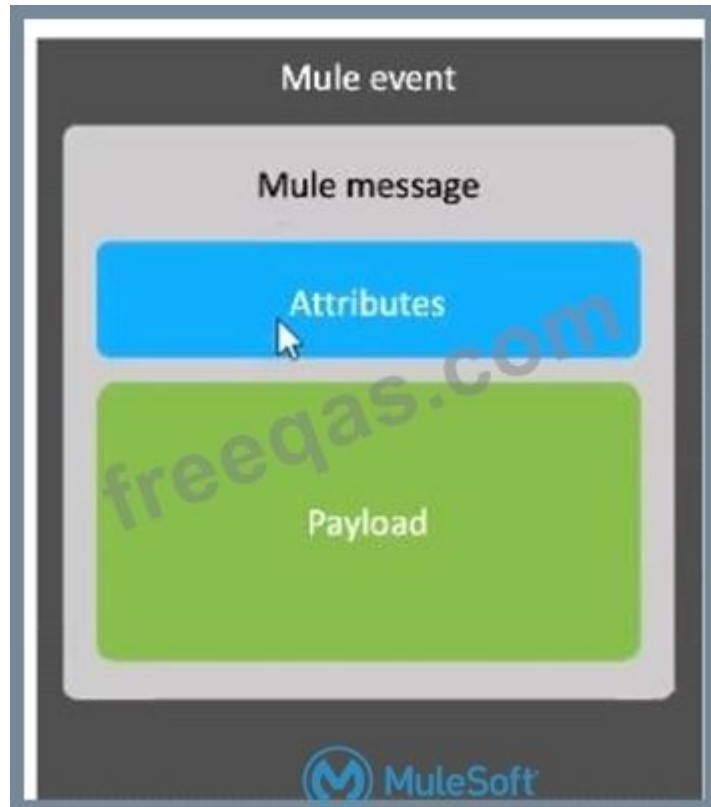 Mule event
Mule message
Attributes
freeqas.com
Payload
MuleSoft